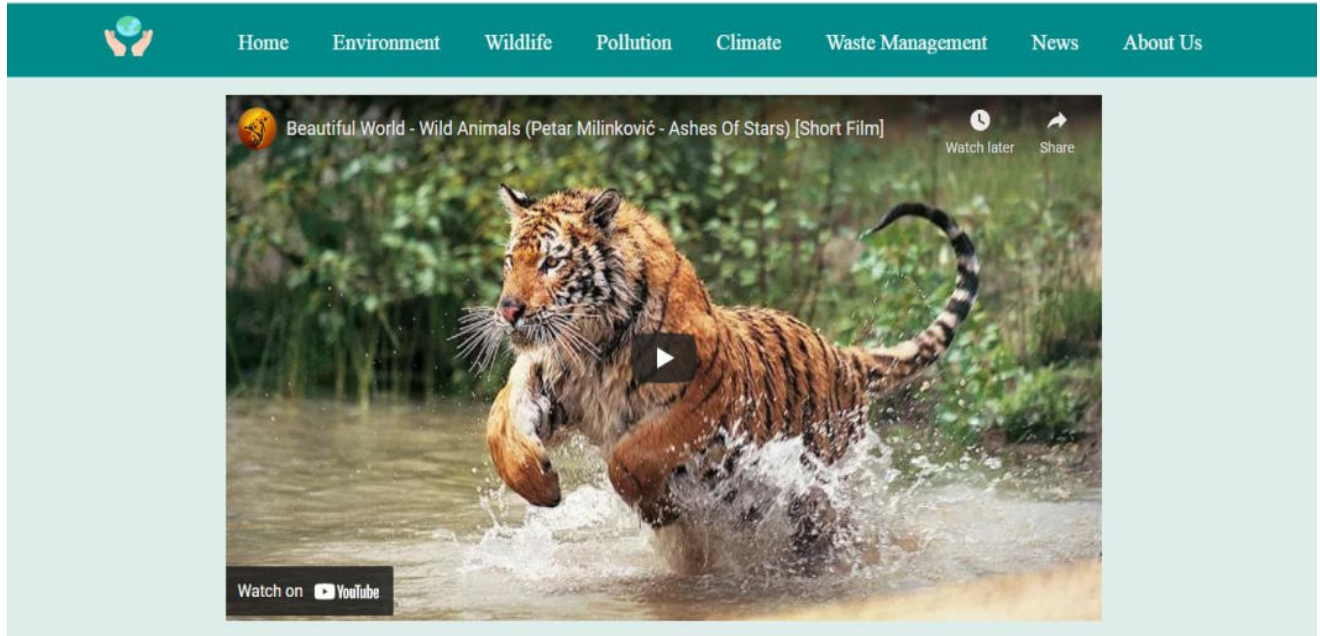 Home Environment Wildlife Pollution Climate Waste Management News About Us
Beautiful World - Wild Animals (Petar Milinković - Ashes Of Stars) [Short Film]
Watch later Share
Watch on YouTube